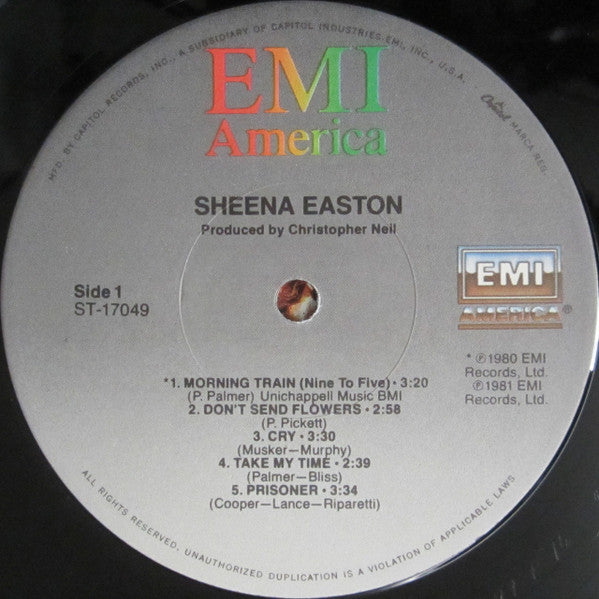 MFD. BY CAPITOL RECORDS, INC., A SUBSIDIARY OF CAPITOL INDUSTRIES-EMI, INC., U.S.A.
Capitol MARCA REG.
EMI
America
SHEENA EASTON
Produced by Christopher Neil
Side 1
ST-17049
EMI
AMERICA®
* ℗1980 EMI
Records, Ltd.
℗1981 EMI
Records, Ltd.
*1. MORNING TRAIN (Nine To Five) • 3:20
(P. Palmer) Unichappell Music BMI
2. DON'T SEND FLOWERS • 2:58
(P. Pickett)
3. CRY • 3:30
(Musker—Murphy)
4. TAKE MY TIME • 2:39
(Palmer—Bliss)
5. PRISONER • 3:34
(Cooper—Lance—Riparetti)
ALL RIGHTS RESERVED. UNAUTHORIZED DUPLICATION IS A VIOLATION OF APPLICABLE LAWS